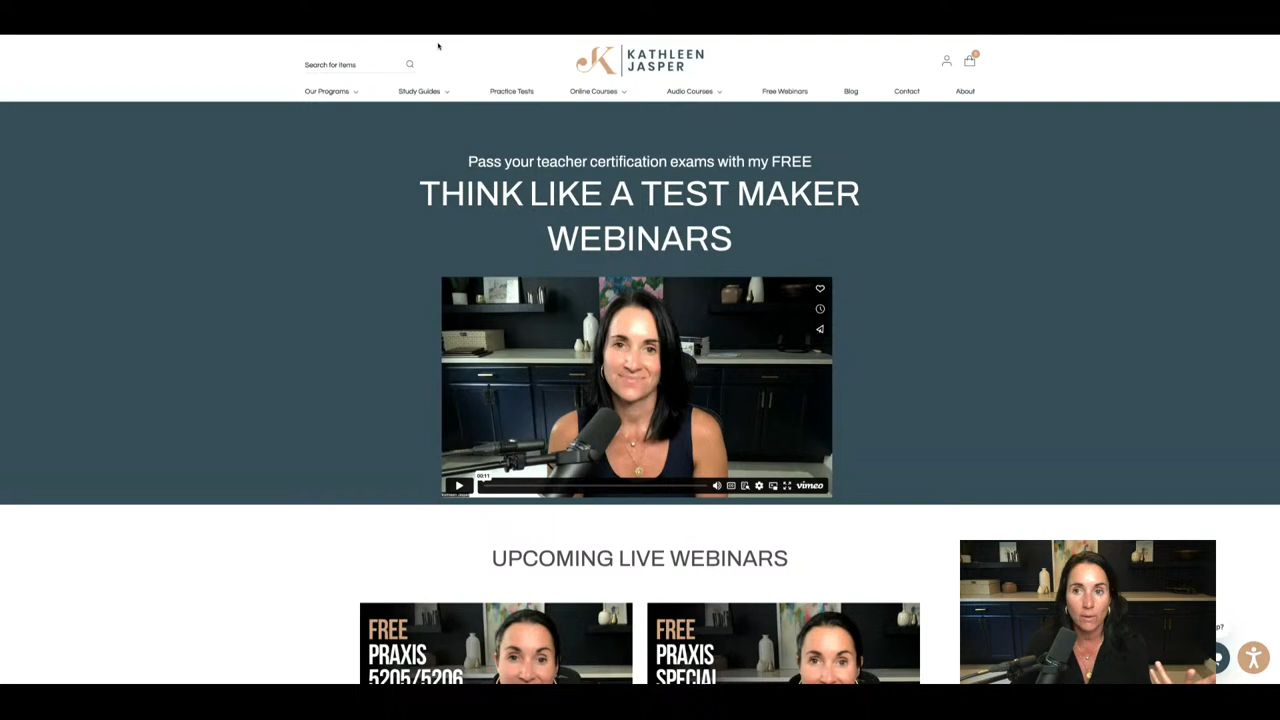 KATHLEEN
JASPER
Search for items
Our Programs
Study Guides
Practice Tests
Online Courses
Audio Courses
Free Webinars
Blog
Contact
About
Pass your teacher certification exams with my FREE
THINK LIKE A TEST MAKER
WEBINARS
00:11
vimeo
UPCOMING LIVE WEBINARS
FREE
PRAXIS
5205/5206
FREE
PRAXIS
SPECIAL